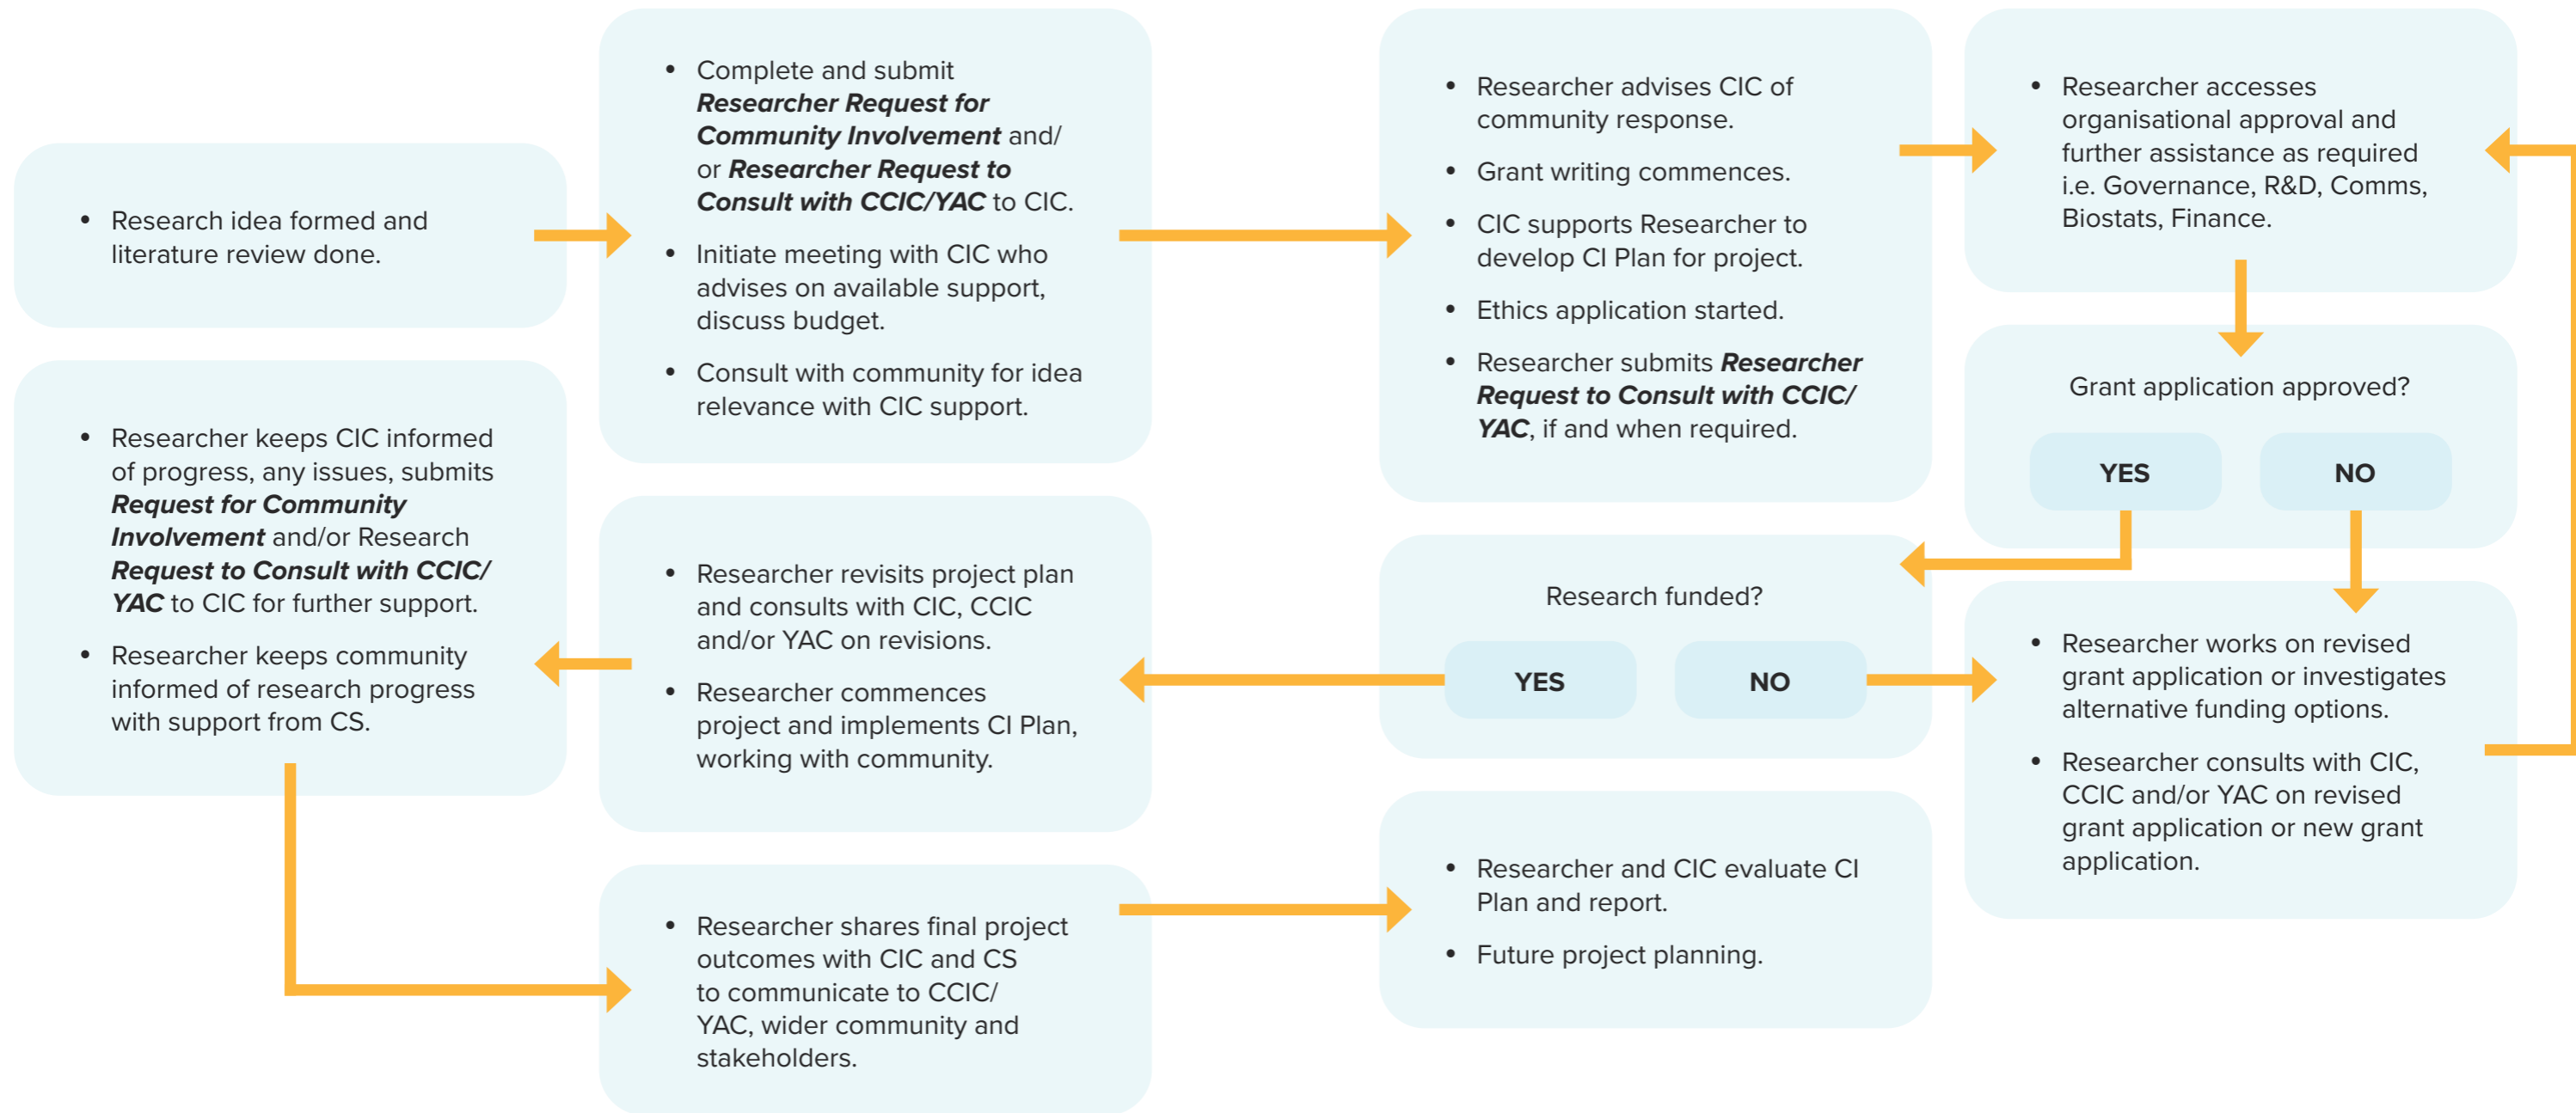 • Research idea formed and
literature review done.
• Complete and submit
Researcher Request for
Community Involvement and/
or Researcher Request to
Consult with CCIC/YAC to CIC.
• Initiate meeting with CIC who
advises on available support,
discuss budget.
• Consult with community for idea
relevance with CIC support.
• Researcher advises CIC of
community response.
• Grant writing commences.
• CIC supports Researcher to
develop CI Plan for project.
• Ethics application started.
• Researcher submits Researcher
Request to Consult with CCIC/
YAC, if and when required.
• Researcher accesses
organisational approval and
further assistance as required
i.e. Governance, R&D, Comms,
Biostats, Finance.
Grant application approved?
YES
NO
Research funded?
YES
NO
• Researcher works on revised
grant application or investigates
alternative funding options.
• Researcher consults with CIC,
CCIC and/or YAC on revised
grant application or new grant
application.
• Researcher revisits project plan
and consults with CIC, CCIC
and/or YAC on revisions.
• Researcher commences
project and implements CI Plan,
working with community.
• Researcher keeps CIC informed
of progress, any issues, submits
Request for Community
Involvement and/or Research
Request to Consult with CCIC/
YAC to CIC for further support.
• Researcher keeps community
informed of research progress
with support from CS.
• Researcher shares final project
outcomes with CIC and CS
to communicate to CCIC/
YAC, wider community and
stakeholders.
• Researcher and CIC evaluate CI
Plan and report.
• Future project planning.